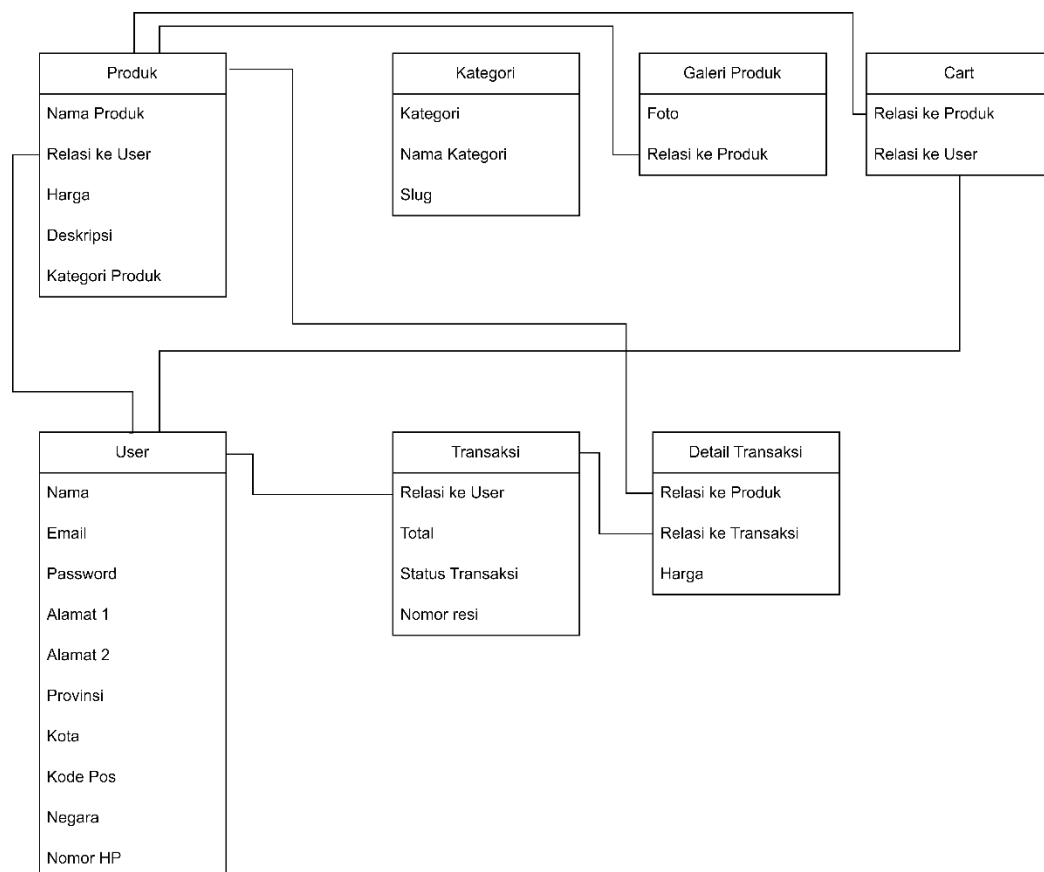 Produk
Nama Produk
Relasi ke User
Harga
Deskripsi
Kategori Produk
Kategori
Kategori
Nama Kategori
Slug
Galeri Produk
Foto
Relasi ke Produk
Cart
Relasi ke Produk
Relasi ke User
User
Nama
Email
Password
Alamat 1
Alamat 2
Provinsi
Kota
Kode Pos
Negara
Nomor HP
Transaksi
Relasi ke User
Total
Status Transaksi
Nomor resi
Detail Transaksi
Relasi ke Produk
Relasi ke Transaksi
Harga